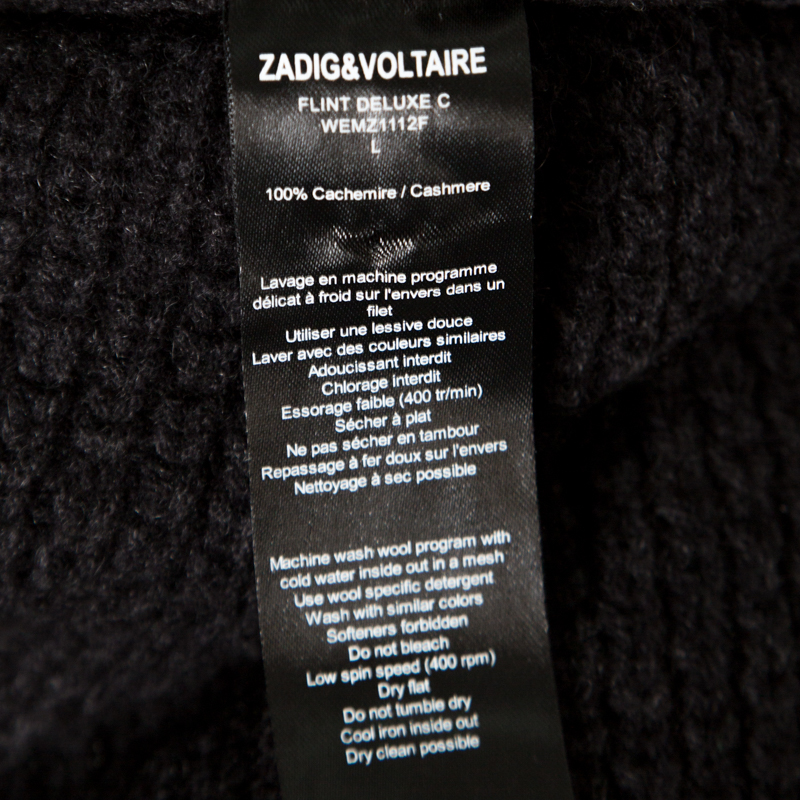 ZADIG&VOLTAIRE
FLINT DELUXE C
WEMZ1112F
L
100% Cachemire / Cashmere
Lavage en machine programme
délicat à froid sur l'envers dans un
filet
Utiliser une lessive douce
Laver avec des couleurs similaires
Adoucissant interdit
Chlorage interdit
Essorage faible (400 tr/min)
Sécher à plat
Ne pas sécher en tambour
Repassage à fer doux sur l'envers
Nettoyage à sec possible
Machine wash wool program with
cold water inside out in a mesh
Use wool specific detergent
Wash with similar colors
Softeners forbidden
Do not bleach
Low spin speed (400 rpm)
Dry flat
Do not tumble dry
Cool iron inside out
Dry clean possible